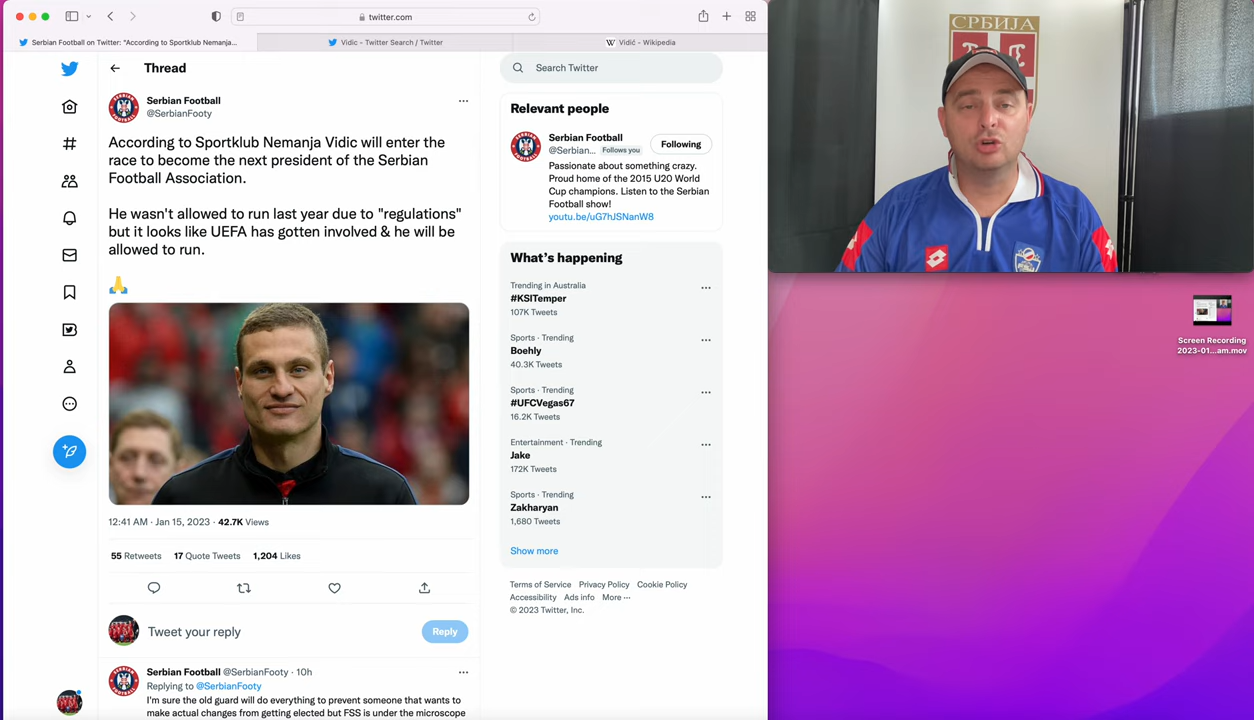 twitter.com
Serbian Football on Twitter: "According to Sportklub Nemanja...
Vidic - Twitter Search / Twitter
W Vidić - Wikipedia
Thread
Search Twitter
Serbian Football
@SerbianFooty
According to Sportklub Nemanja Vidic will enter the
race to become the next president of the Serbian
Football Association.
He wasn't allowed to run last year due to "regulations"
but it looks like UEFA has gotten involved & he will be
allowed to run.
12:41 AM · Jan 15, 2023 · 42.7K Views
55 Retweets 17 Quote Tweets 1,204 Likes
Tweet your reply
Reply
Serbian Football @SerbianFooty · 10h
Replying to @SerbianFooty
I'm sure the old guard will do everything to prevent someone that wants to
make actual changes from getting elected but FSS is under the microscope
Relevant people
Serbian Football
@Serbian... Follows you
Following
Passionate about something crazy.
Proud home of the 2015 U20 World
Cup champions. Listen to the Serbian
Football show!
youtu.be/uG7hJSNanW8
What's happening
Trending in Australia
#KSITemper
107K Tweets
Sports · Trending
Boehly
40.3K Tweets
Sports · Trending
#UFCVegas67
16.2K Tweets
Entertainment · Trending
Jake
172K Tweets
Sports · Trending
Zakharyan
1,680 Tweets
Show more
Terms of Service Privacy Policy Cookie Policy
Accessibility Ads info More ...
© 2023 Twitter, Inc.
СРБИЈА
Screen Recording
2023-01...am.mov